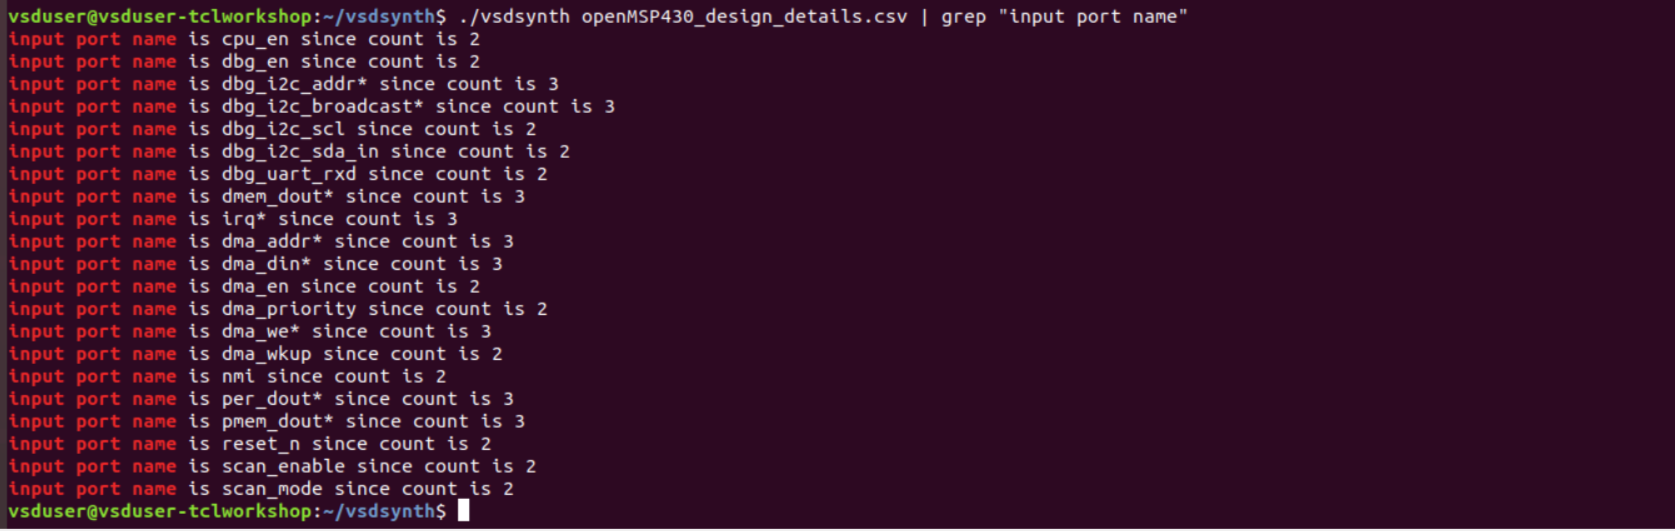 vsduser@vsduser-tclworkshop:~/vsdsynth$ ./vsdsynth openMSP430_design_details.csv | grep "input port name"
input port name is cpu_en since count is 2
input port name is dbg_en since count is 2
input port name is dbg_i2c_addr* since count is 3
input port name is dbg_i2c_broadcast* since count is 3
input port name is dbg_i2c_scl since count is 2
input port name is dbg_i2c_sda_in since count is 2
input port name is dbg_uart_rxd since count is 2
input port name is dmem_dout* since count is 3
input port name is irq* since count is 3
input port name is dma_addr* since count is 3
input port name is dma_din* since count is 3
input port name is dma_en since count is 2
input port name is dma_priority since count is 2
input port name is dma_we* since count is 3
input port name is dma_wkup since count is 2
input port name is nmi since count is 2
input port name is per_dout* since count is 3
input port name is pmem_dout* since count is 3
input port name is reset_n since count is 2
input port name is scan_enable since count is 2
input port name is scan_mode since count is 2
vsduser@vsduser-tclworkshop:~/vsdsynth$